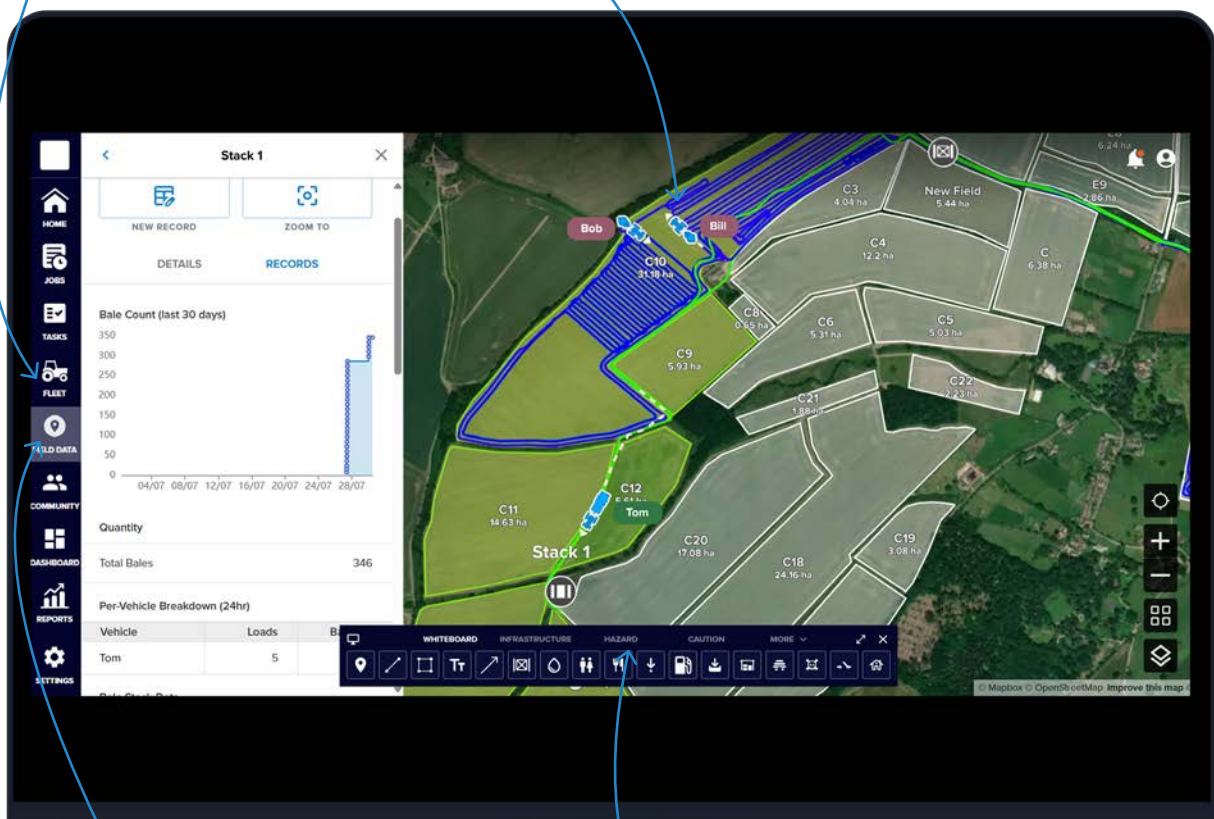 HOME
JOBS
TASKS
FLEET
FIELD DATA
COMMUNITY
DASHBOARD
REPORTS
SETTINGS
Stack 1
NEW RECORD
ZOOM TO
DETAILS
RECORDS
Bale Count (last 30 days)
350
300
250
200
150
100
50
0
04/07 08/07 12/07 16/07 20/07 24/07 28/07
Quantity
Total Bales 346
Per-Vehicle Breakdown (24hr)
Vehicle Loads
Tom 5
Bob
Bill
C10
31.18 ha
C3
4.04 ha
New Field
5.44 ha
6.24 ha
E9
2.86 ha
C4
12.2 ha
C
6.38 ha
C8
0.65 ha
C6
5.31 ha
C5
5.03 ha
C9
5.93 ha
C22
2.23 ha
C21
1.88 ha
C12
Tom
C11
14.63 ha
Stack 1
C20
17.08 ha
C18
24.16 ha
C19
3.08 ha
WHITEBOARD INFRASTRUCTURE HAZARD CAUTION MORE
TT
© Mapbox © OpenStreetMap Improve this map